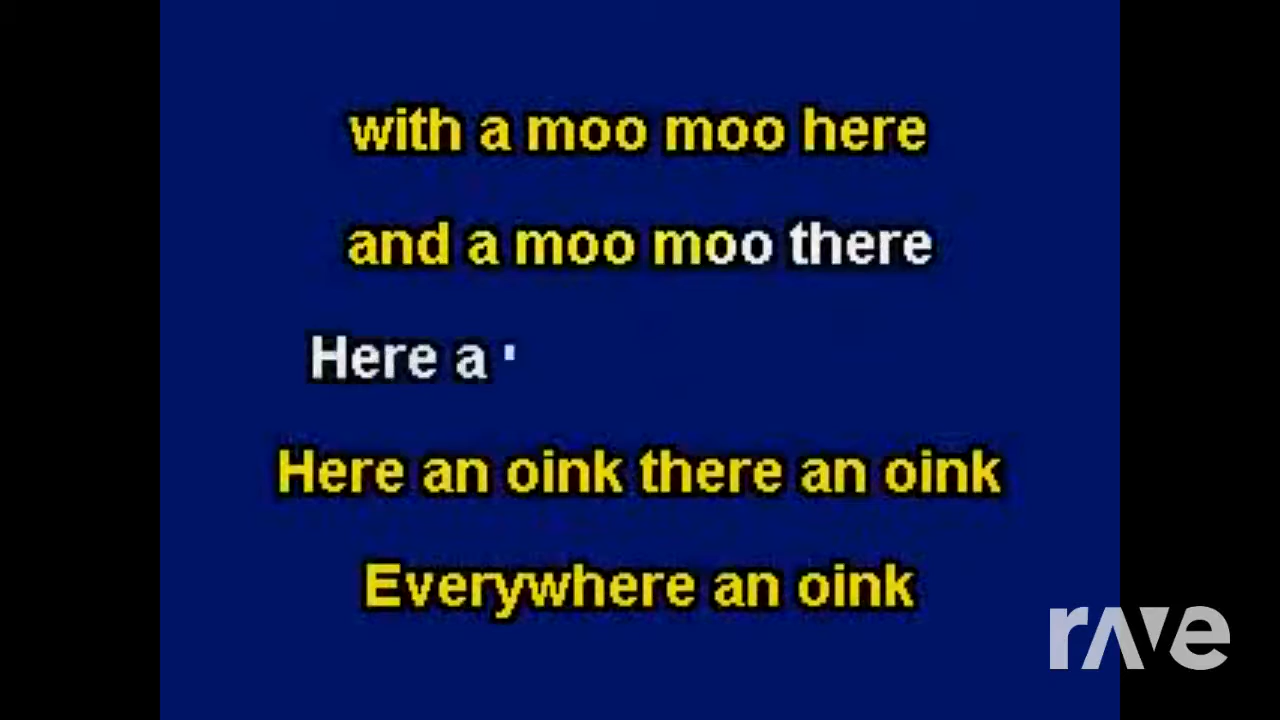 with a moo moo here
and a moo moo there
Here a
Here an oink there an oink
Everywhere an oink
rave